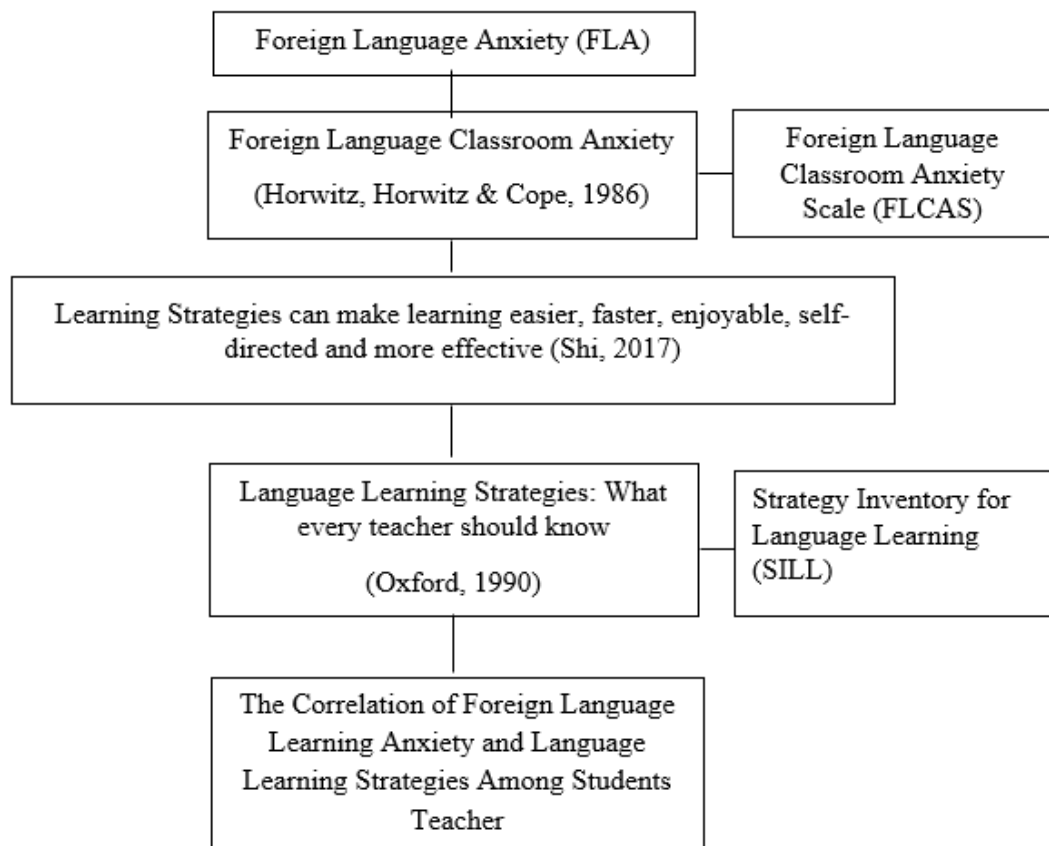 Foreign Language Anxiety (FLA)
Foreign Language Classroom Anxiety
(Horwitz, Horwitz & Cope, 1986)
Foreign Language
Classroom Anxiety
Scale (FLCAS)
Learning Strategies can make learning easier, faster, enjoyable, self-
directed and more effective (Shi, 2017)
Language Learning Strategies: What
every teacher should know
(Oxford, 1990)
Strategy Inventory for
Language Learning
(SILL)
The Correlation of Foreign Language
Learning Anxiety and Language
Learning Strategies Among Students
Teacher